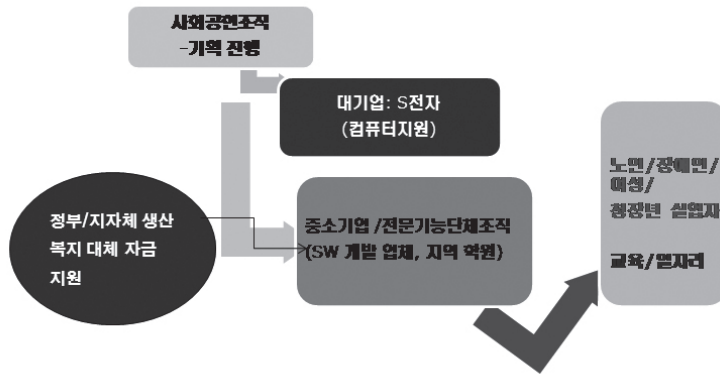 사회공헌조직
-기획 진행
대기업: S전자
(컴퓨터지원)
정부/지자체 생산
복지 대체 자금
지원
중소기업 /전문기능단체조직
(SW 개발 업체, 지역 학원)
노인/장애인/
여성/
청장년 실업자
교육/일자리